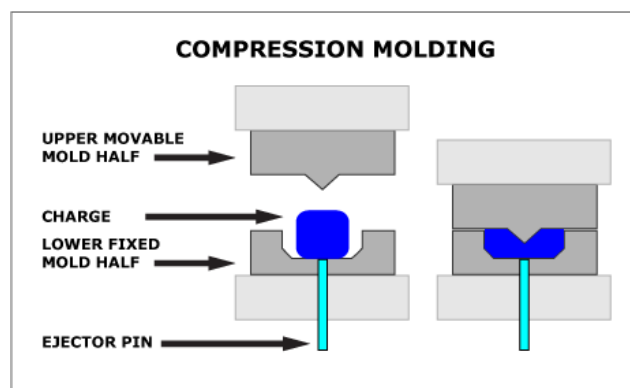 COMPRESSION MOLDING
UPPER MOVABLE
MOLD HALF
CHARGE
LOWER FIXED
MOLD HALF
EJECTOR PIN